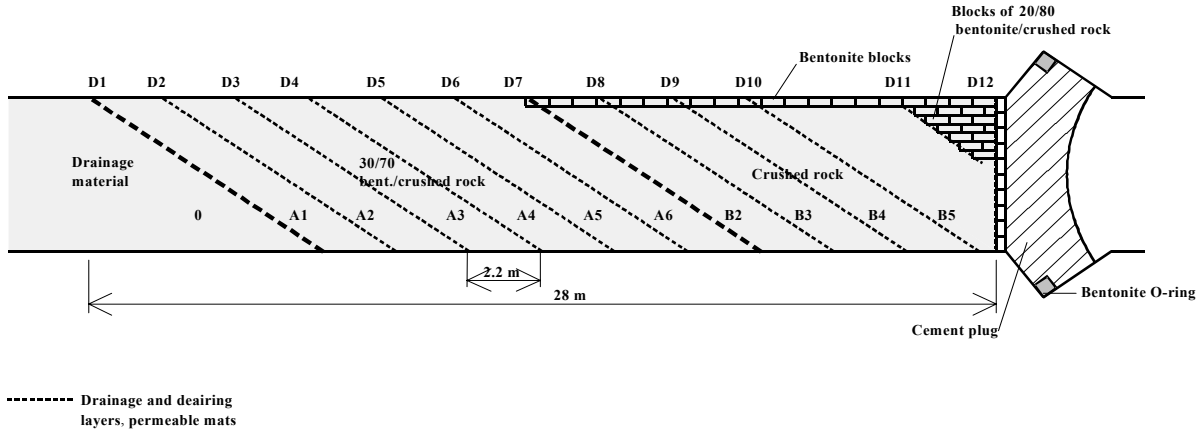 Blocks of 20/80
bentonite/crushed rock
Bentonite blocks
D1 D2 D3 D4 D5 D6 D7 D8 D9 D10 D11 D12
Drainage
material
30/70
bent./crushed rock
Crushed rock
0 A1 A2 A3 A4 A5 A6 B2 B3 B4 B5
2.2 m
28 m
Bentonite O-ring
Cement plug
Drainage and deairing
layers, permeable mats